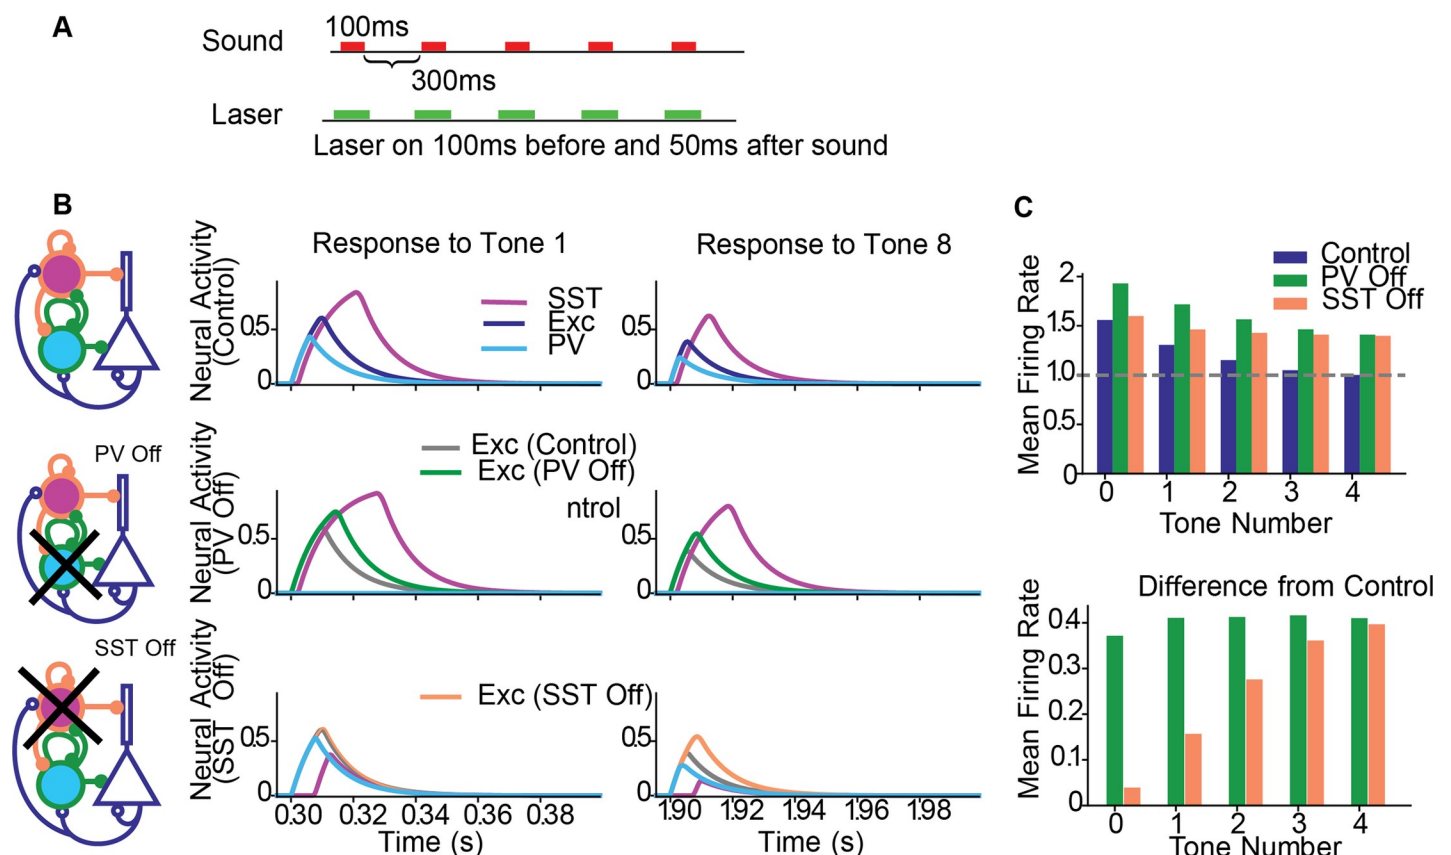 A
100ms
Sound
300ms
Laser
Laser on 100ms before and 50ms after sound
B
Response to Tone 1
Response to Tone 8
Neural Activity
(Control)
0.5
0
SST
Exc
PV
0.5
0
PV Off
Neural Activity
(PV Off)
0.5
0
Exc (Control)
Exc (PV Off)
ntrol
0.5
0
SST Off
Neural Activity
(SST Off)
0.5
0
Exc (SST Off)
0.5
0
0.30 0.32 0.34 0.36 0.38
Time (s)
1.90 1.92 1.94 1.96 1.98
Time (s)
C
Control
PV Off
SST Off
Mean Firing Rate
2
1.5
1.0
0.5
0
0 1 2 3 4
Tone Number
Difference from Control
Mean Firing Rate
0.4
0.3
0.2
0.1
0
0 1 2 3 4
Tone Number